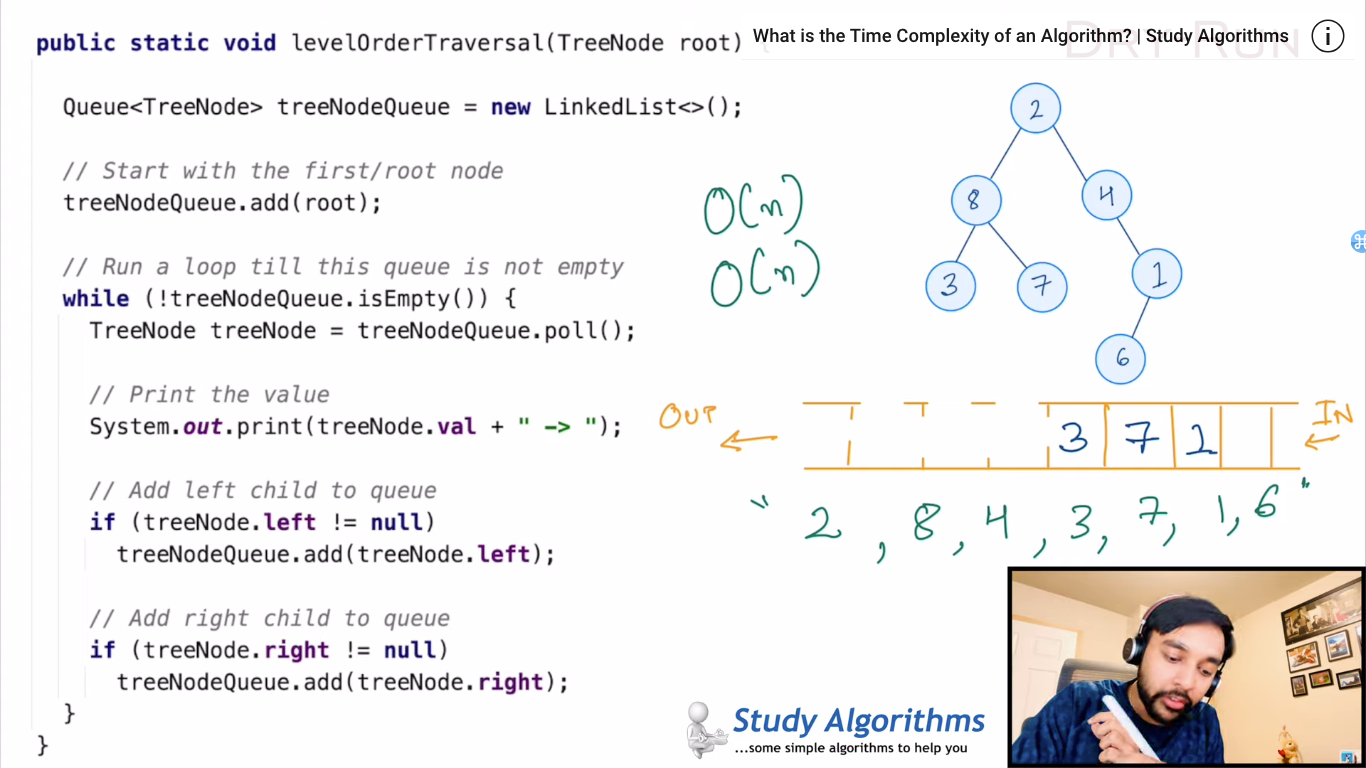 public static void levelOrderTraversal(TreeNode root) {
What is the Time Complexity of an Algorithm? | Study Algorithms
DRY RUN
Queue<TreeNode> treeNodeQueue = new LinkedList<>();
// Start with the first/root node
treeNodeQueue.add(root);
// Run a loop till this queue is not empty
while (!treeNodeQueue.isEmpty()) {
TreeNode treeNode = treeNodeQueue.poll();
// Print the value
System.out.print(treeNode.val + " -> ");
// Add left child to queue
if (treeNode.left != null)
treeNodeQueue.add(treeNode.left);
// Add right child to queue
if (treeNode.right != null)
treeNodeQueue.add(treeNode.right);
}
}
O(n)
O(n)
2
8 4
3 7 1
6
OUT 3 7 1 IN
" 2, 8, 4, 3, 7, 1, 6 "
Study Algorithms
...some simple algorithms to help you